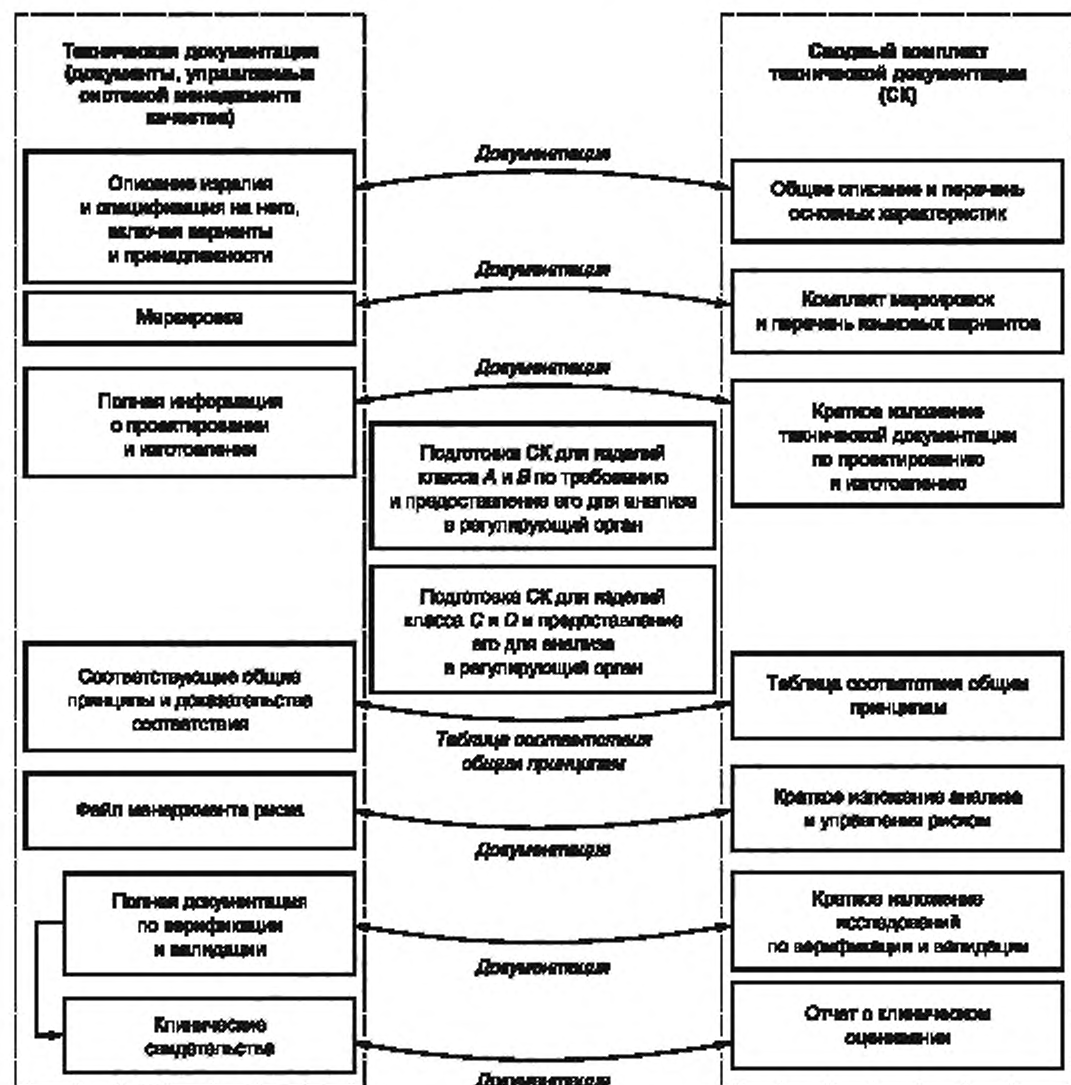 Техническая документация
(документы, управляемые
системой менеджмента
качества)
Описание изделия
и спецификация на него,
включая варианты
и принадлежности
Маркировка
Полная информация
о проектировании
и изготовлении
Соответствующие общие
принципы и доказательства
соответствия
Файл менеджмента риска
Полная документация
по верификации
и валидации
Клинические
свидетельства
Документация
Документация
Документация
Подготовка СК для изделий
класса A и B по требованию
и предоставление его для анализа
в регулирующий орган
Подготовка СК для изделий
класса C и D и предоставление
его для анализа
в регулирующий орган
Таблица соответствия
общим принципам
Документация
Документация
Документация
Сводный комплект
технической документации
(СК)
Общее описание и перечень
основных характеристик
Комплект маркировок
и перечень языковых вариантов
Краткое изложение
технической документации
по проектированию
и изготовлению
Таблица соответствия общим
принципам
Краткое изложение анализа
и управления риском
Краткое изложение
исследований
по верификации и валидации
Отчет о клиническом
оценивании